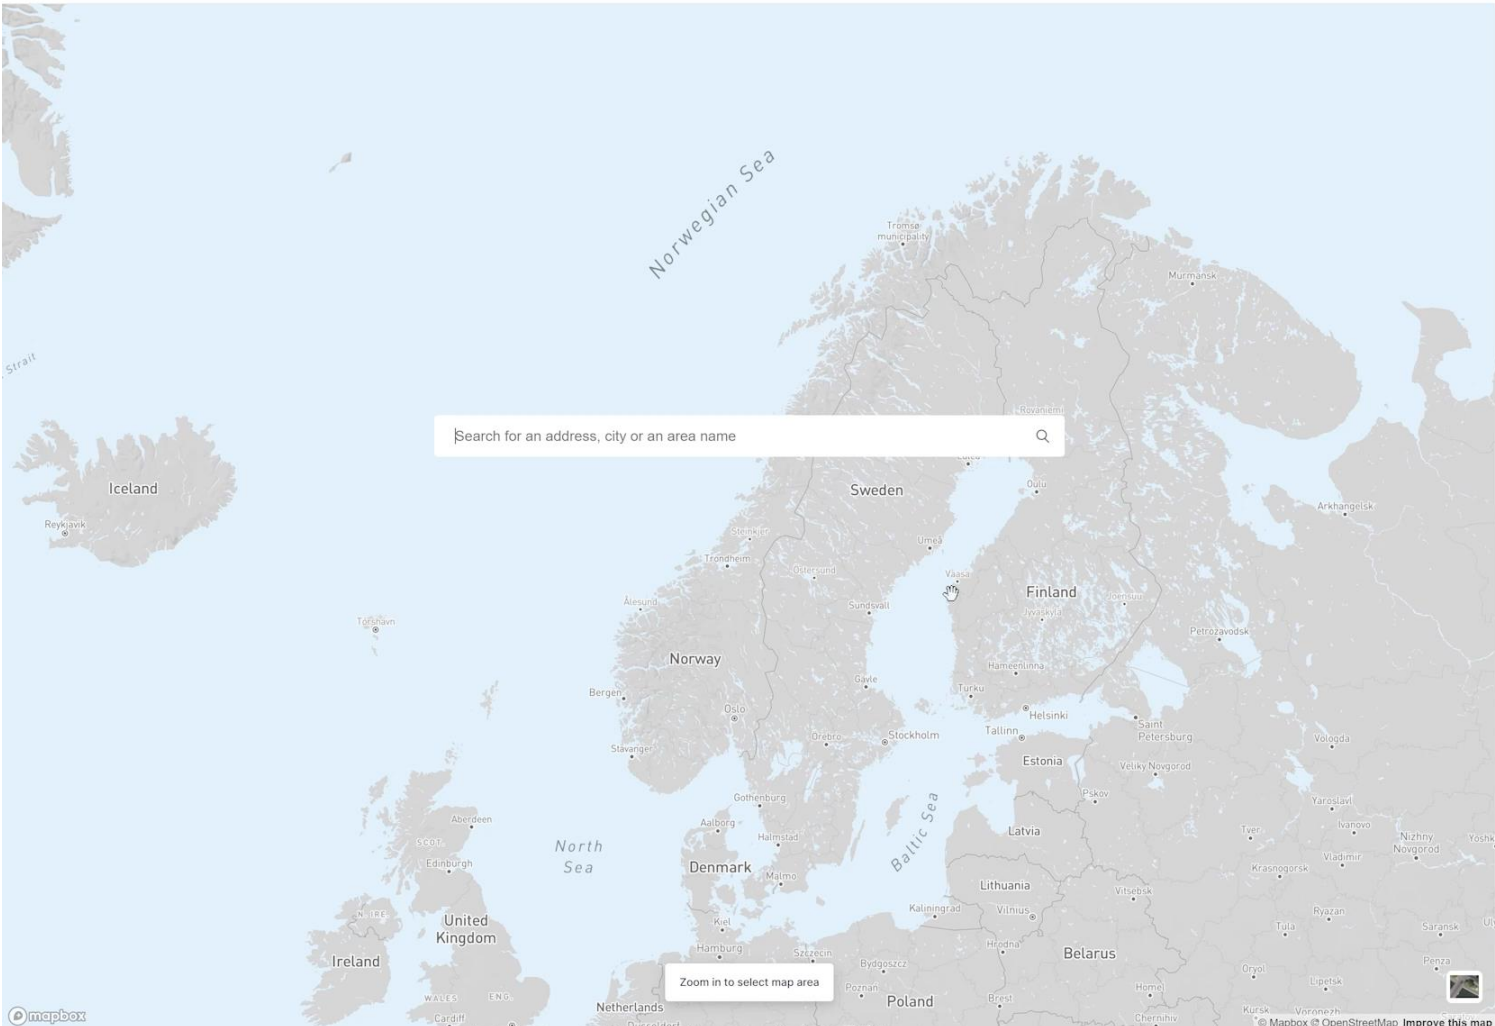 Norwegian Sea
Tromsø
municipality
Murmansk
Strait
Rovaniemi
Search for an address, city or an area name
Iceland
Reykjavik
Sweden
Oulu
Arkhangelsk
Umeå
Steinkjer
Trondheim
Östersund
Vaasa
Finland
Joensuu
Jyväskylä
Ålesund
Sundsvall
Tórshavn
Petrozavodsk
Norway
Hämeenlinna
Gävle
Turku
Bergen
Oslo
Helsinki
Stavanger
Örebro
Stockholm
Tallinn
Saint
Petersburg
Vologda
Estonia
Veliky Novgorod
Pskov
Gothenburg
Yaroslavl
Aberdeen
Aalborg
Halmstad
Baltic Sea
Latvia
Tver
Ivanovo
Nizhny
Novgorod
Yoshk
SCOT.
North
Sea
Edinburgh
Denmark
Malmo
Vladimir
Krasnogorsk
Lithuania
Vitsebsk
Kaliningrad
Vilnius
N. IRE.
United
Kingdom
Kiel
Ryazan
Tula
Saransk
Hamburg
Szczecin
Hrodna
Belarus
Ireland
Bydgoszcz
Penza
Oryol
Lipetsk
Zoom in to select map area
Homel
Poznań
Poland
Brest
WALES
ENG.
Netherlands
Cardiff
Chernihiv
Kursk
Voronezh
mapbox
© Mapbox © OpenStreetMap Improve this map